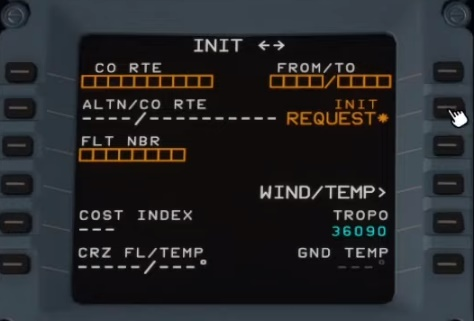 INIT ←→
CO RTE FROM/TO
□□□□□□□□□□ □□□□/□□□□
ALTN/CO RTE INIT
----/---------- REQUEST*
FLT NBR
□□□□□□□□
WIND/TEMP>
COST INDEX TROPO
--- 36090
CRZ FL/TEMP GND TEMP
-----/---° ---°